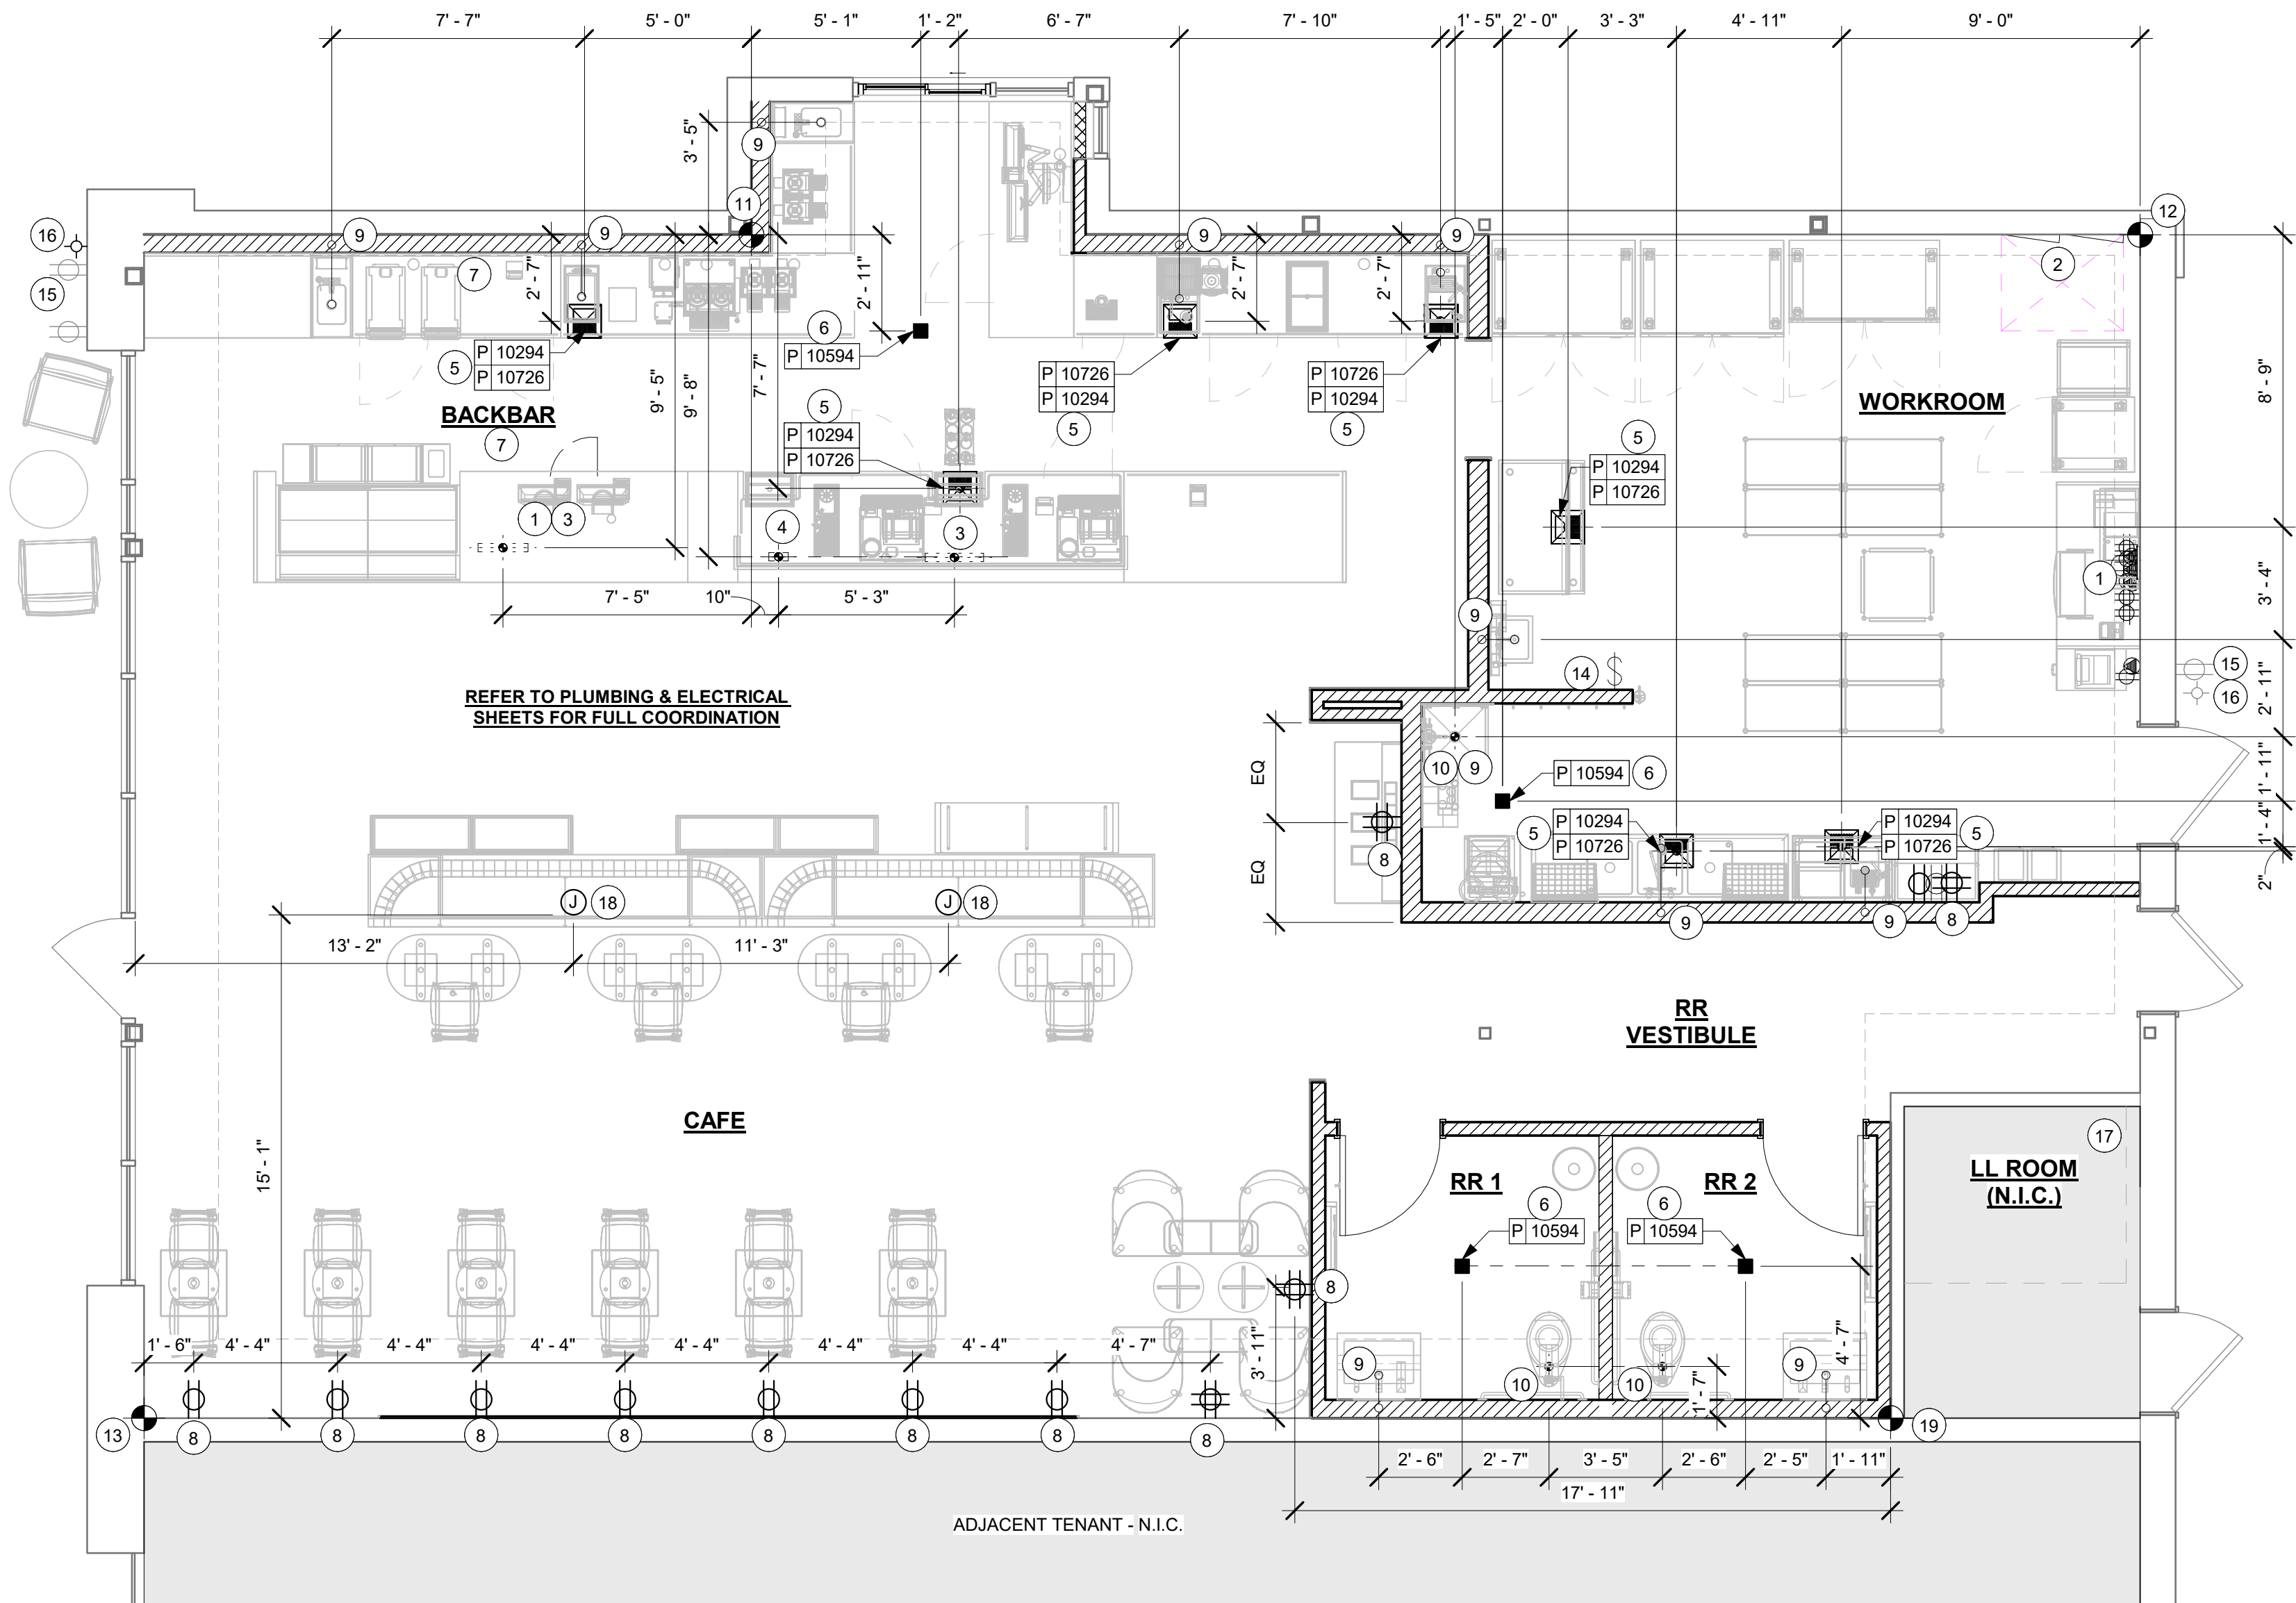 7' - 7" 5' - 0" 5' - 1" 1' - 2" 6' - 7" 7' - 10" 1' - 5" 2' - 0" 3' - 3" 4' - 11" 9' - 0"
3' - 5"
9
11
12
16
9
9
9
9
15
7
2
2' - 7"
2' - 11"
2' - 7"
2' - 7"
6
P 10594
5
P 10294
P 10726
9' - 5"
9' - 8"
7' - 7"
P 10726
P 10294
5
P 10726
P 10294
5
8' - 9"
BACKBAR
7
WORKROOM
5
P 10294
P 10726
5
P 10294
P 10726
1
3
4
3
1
3' - 4"
7' - 5"
10"
5' - 3"
9
14
S
15
16
REFER TO PLUMBING & ELECTRICAL
SHEETS FOR FULL COORDINATION
2' - 11"
EQ
10
9
P 10594
6
1' - 11"
1' - 4"
2"
8
EQ
5
P 10294
P 10726
P 10294
P 10726
5
J
18
J
18
9
9
8
13' - 2"
11' - 3"
RR
VESTIBULE
CAFE
15' - 1"
17
LL ROOM
(N.I.C.)
RR 1
RR 2
6
P 10594
6
P 10594
8
1' - 6"
4' - 4"
4' - 4"
4' - 4"
4' - 4"
4' - 4"
4' - 4"
4' - 7"
3' - 11"
4' - 7"
9
10
10
9
1' - 7"
13
8
8
8
8
8
8
8
8
19
2' - 6"
2' - 7"
3' - 5"
2' - 6"
2' - 5"
1' - 11"
17' - 11"
ADJACENT TENANT - N.I.C.